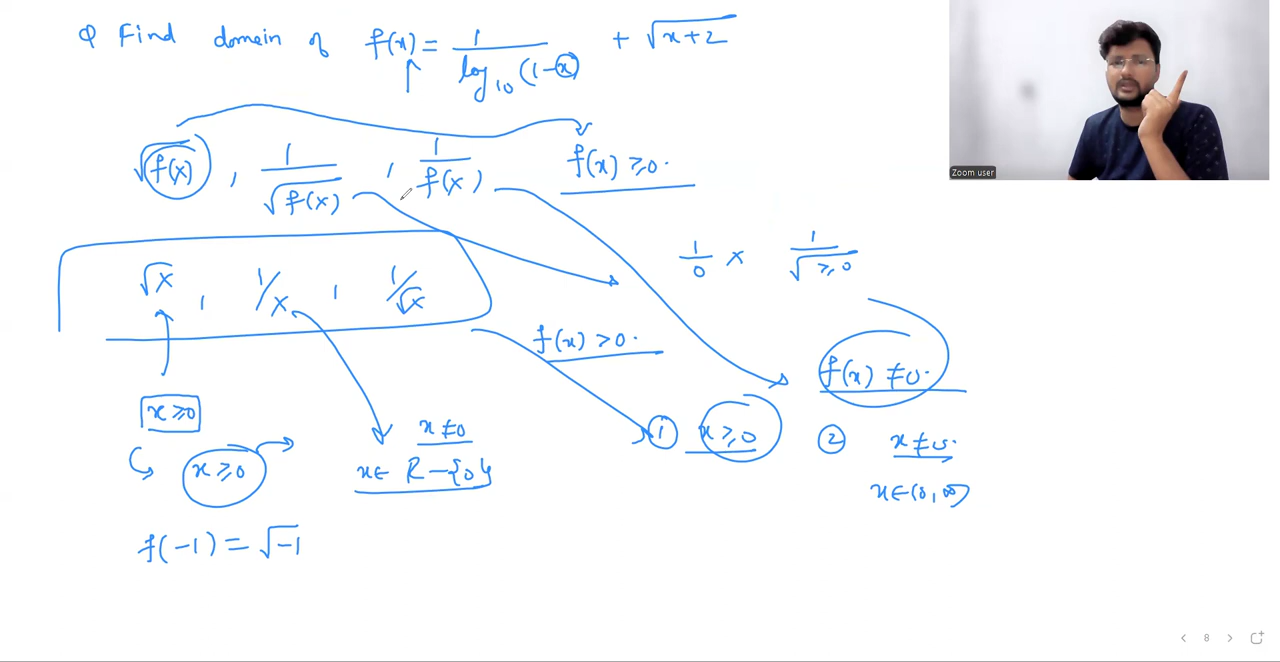 Q Find domain of f(x) = 1/log₁₀(1-x) + √x+2
√f(x) , 1/√f(x) , 1/f(x)
f(x) ≥ 0.
√x , 1/x , 1/√x
1/0 × 1/√≥0
f(x) > 0.
f(x) ≠ 0.
x ≥ 0
x ≥ 0
x ≠ 0
x ∈ R - {0}
① x ≥ 0
② x ≠ 0.
x ∈ (0, ∞)
f(-1) = √-1
Zoom user
8